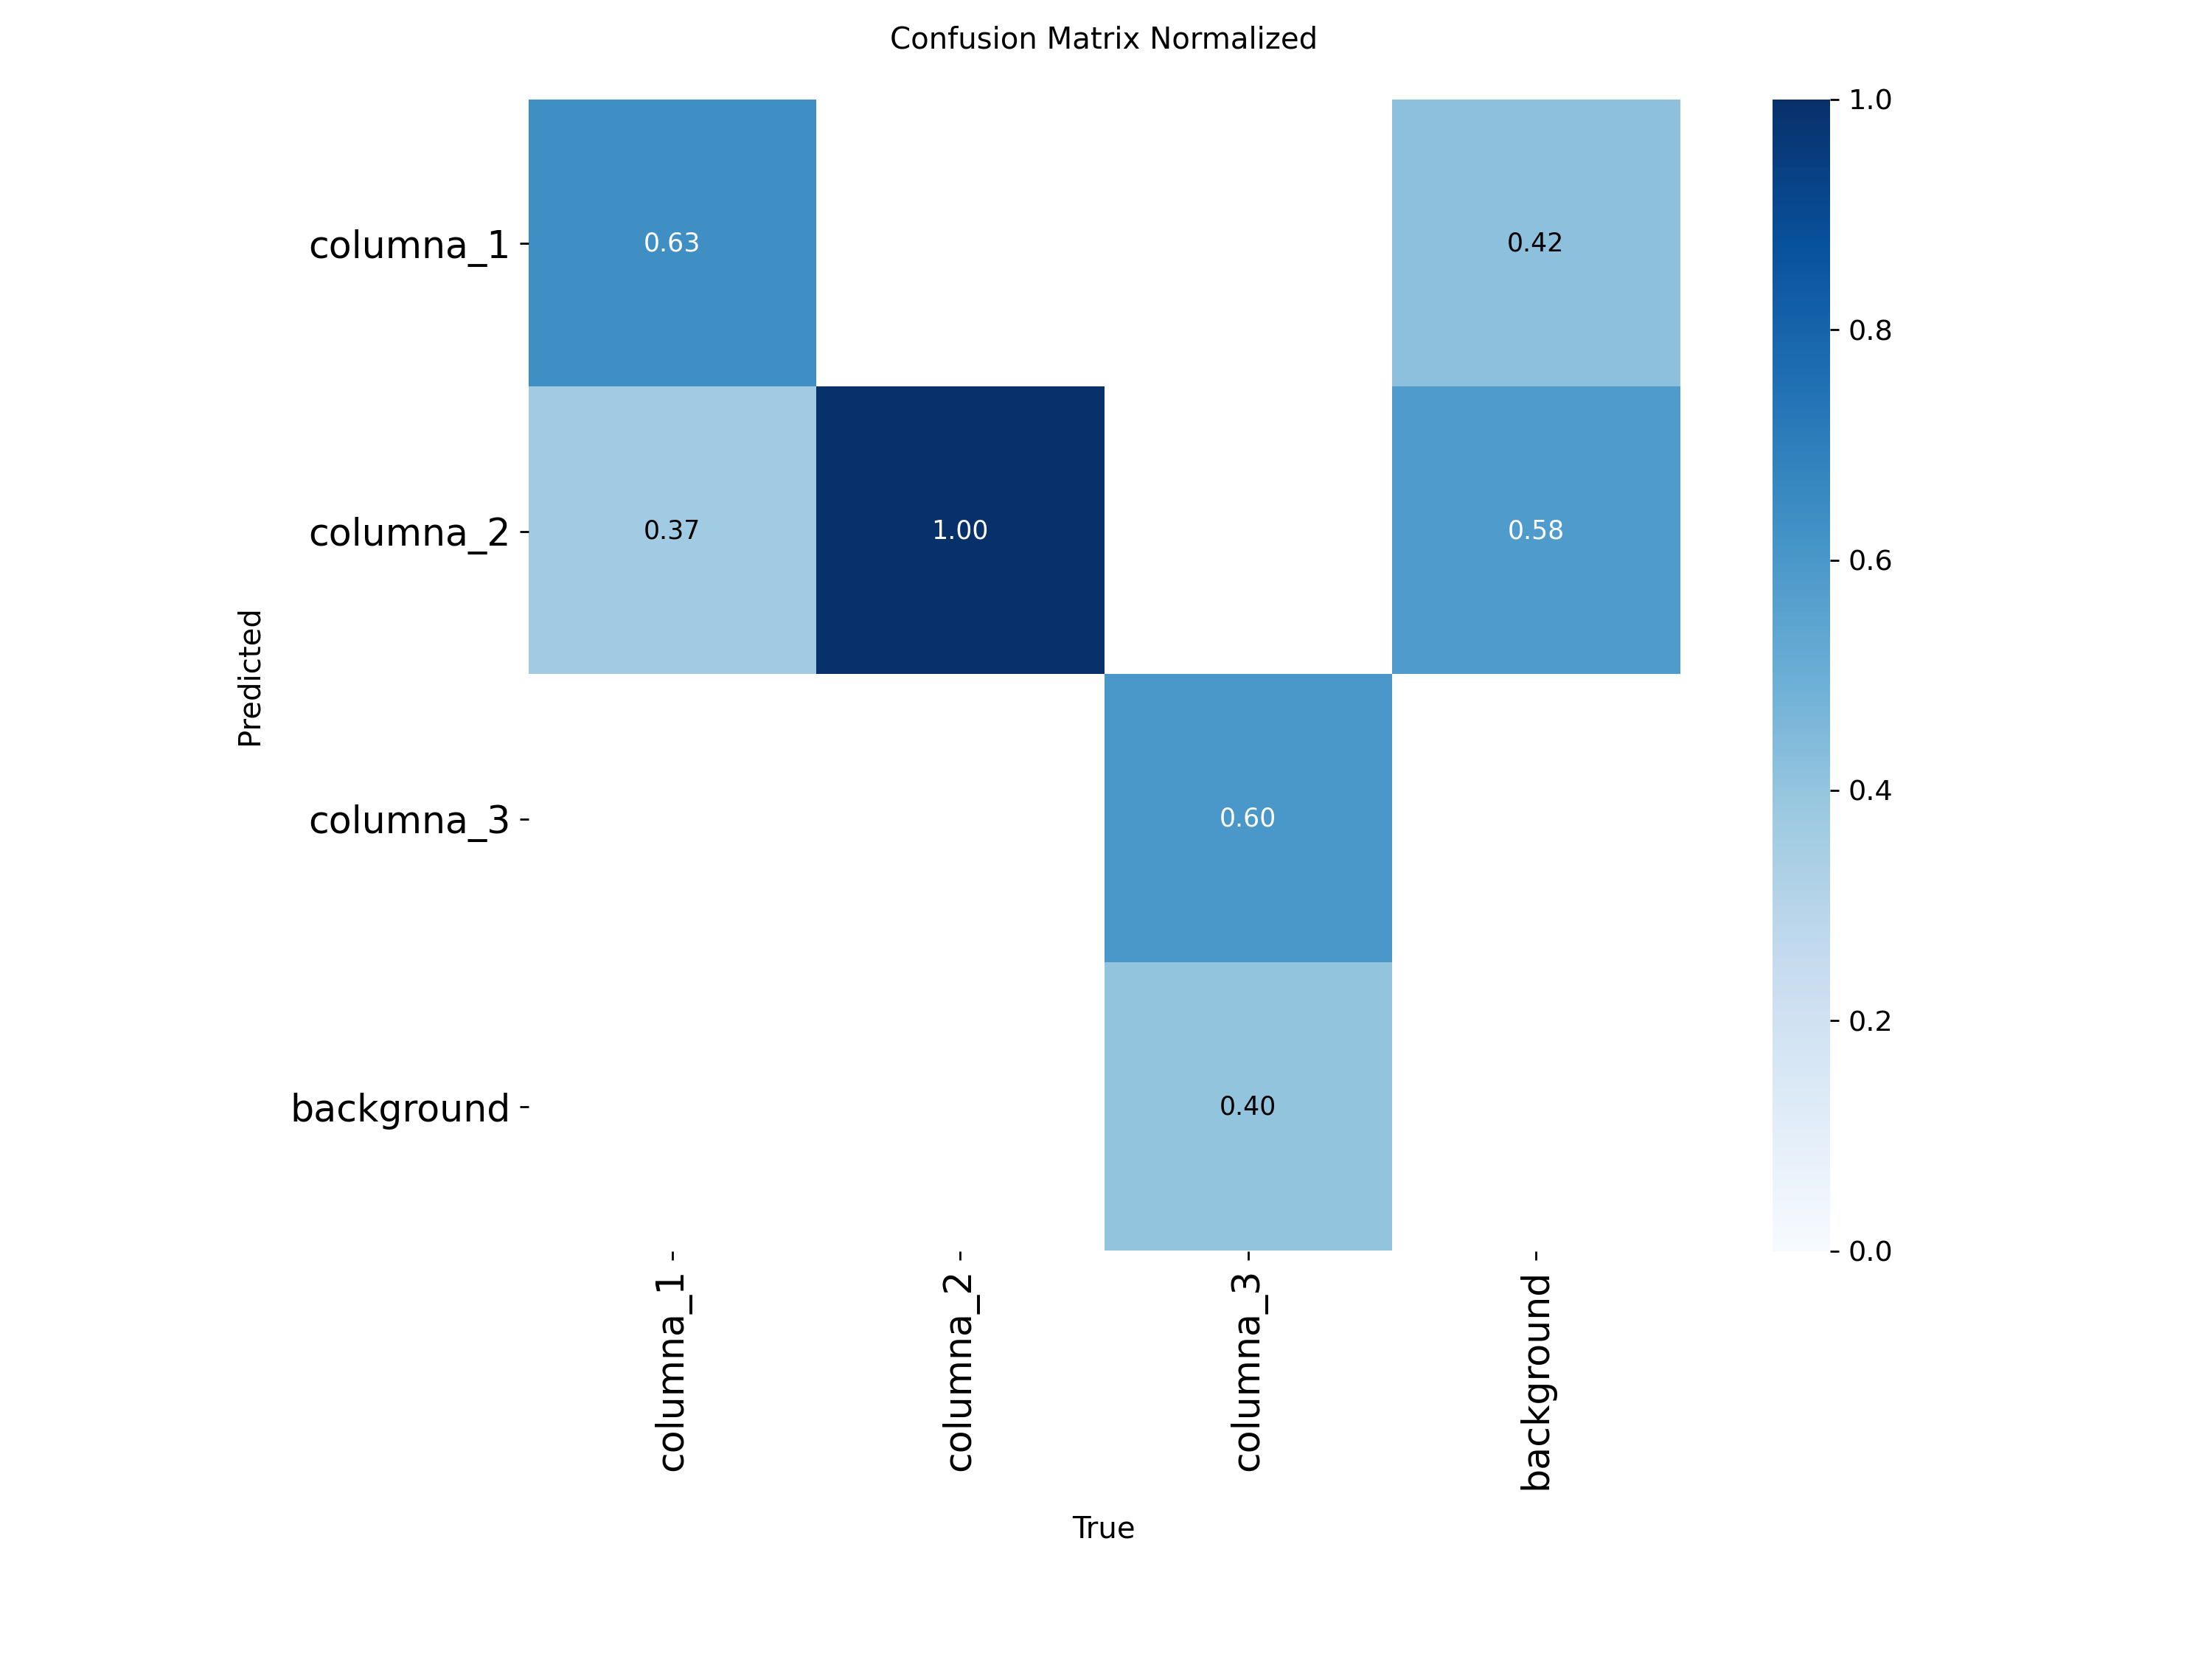 Confusion Matrix Normalized
columna_1
0.63
0.42
columna_2
0.37
1.00
0.58
columna_3
0.60
background
0.40
Predicted
columna_1
columna_2
columna_3
background
True
1.0
0.8
0.6
0.4
0.2
0.0